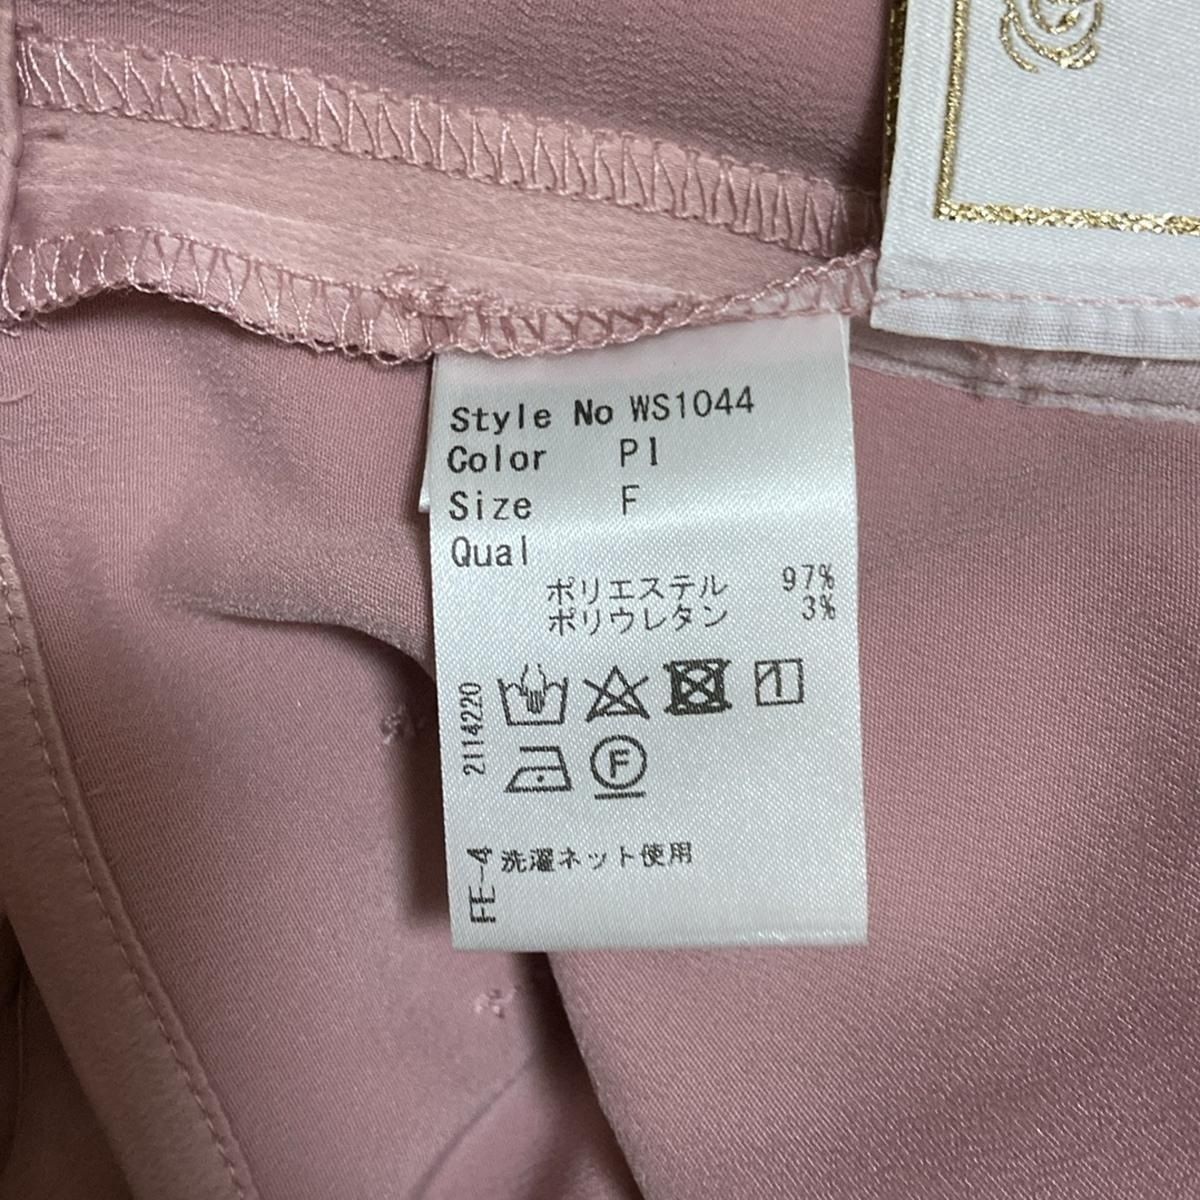 Style No WS1044
Color PI
Size F
Qual
ポリエステル 97%
ポリウレタン 3%
2114220
F
FE-4
洗濯ネット使用